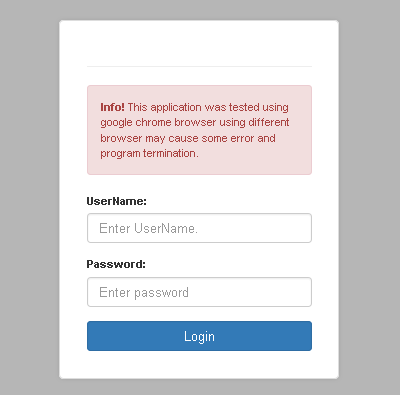 Info! This application was tested using
google chrome browser using different
browser may cause some error and
program termination.
UserName:
Enter UserName.
Password:
Enter password
Login